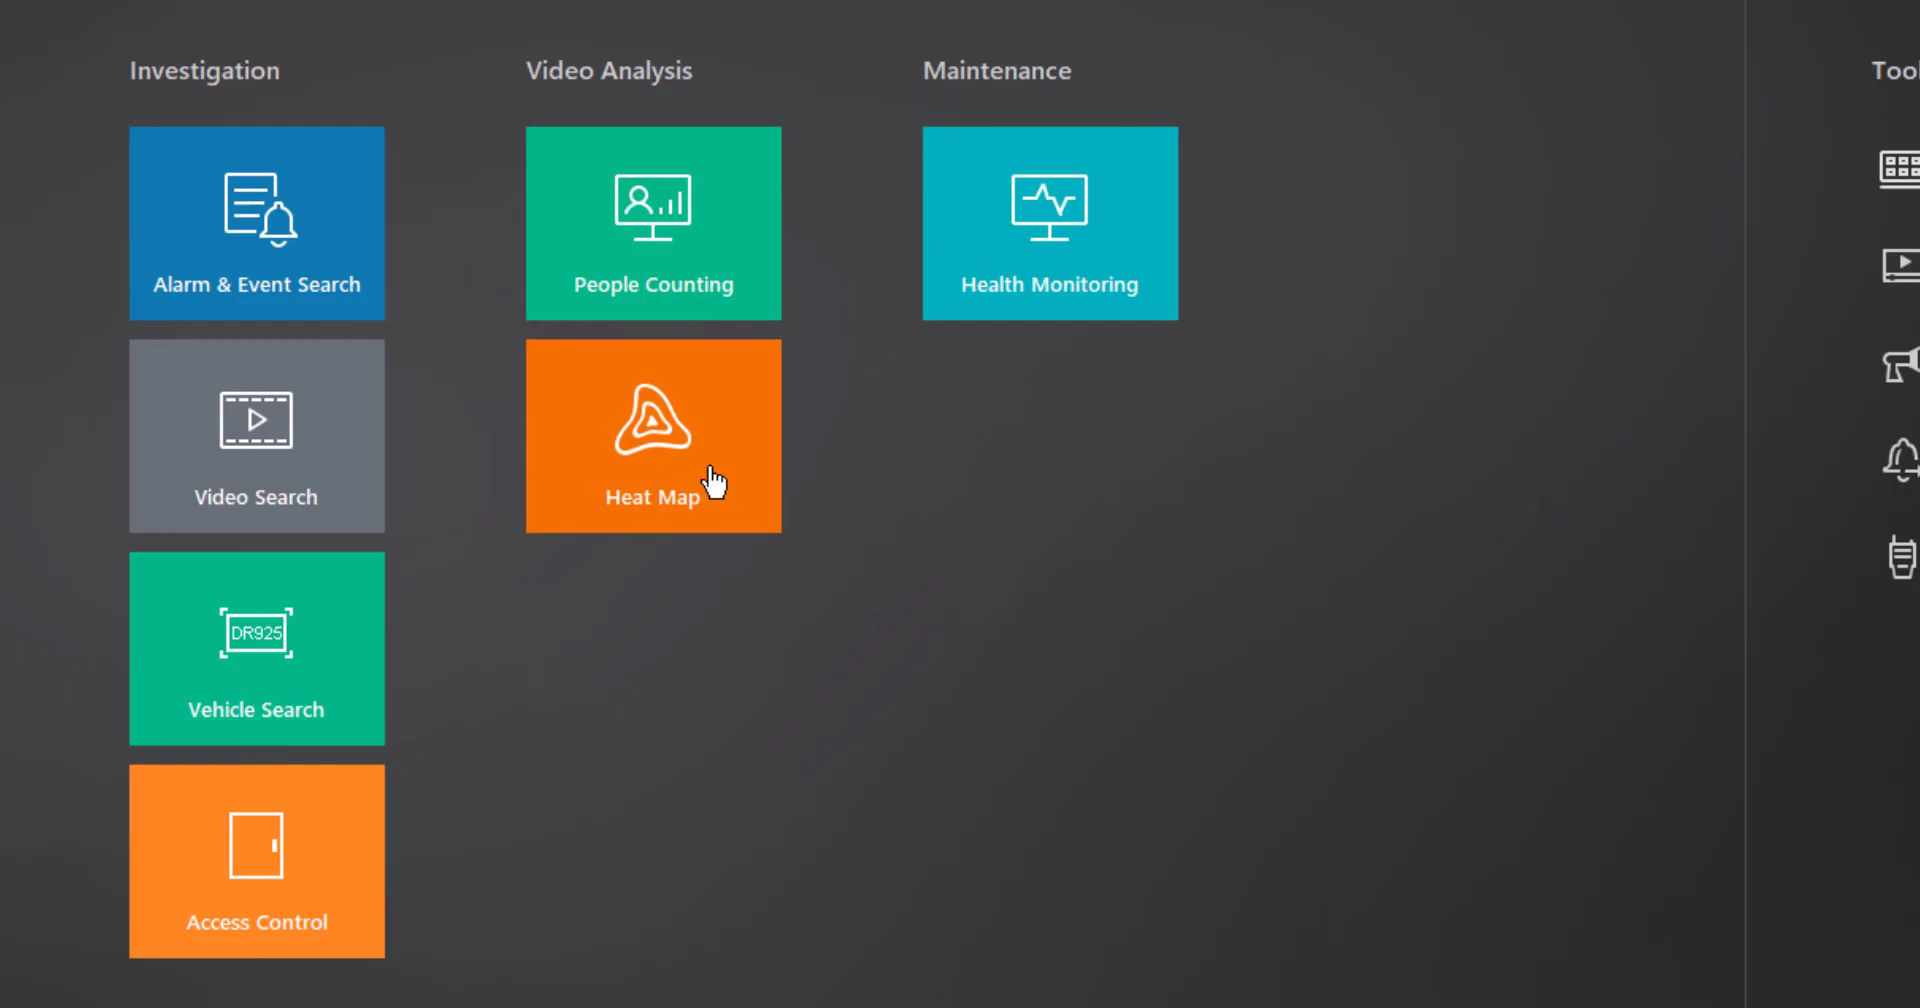 Investigation
Video Analysis
Maintenance
Alarm & Event Search
People Counting
Health Monitoring
Video Search
Heat Map
DR925
Vehicle Search
Access Control